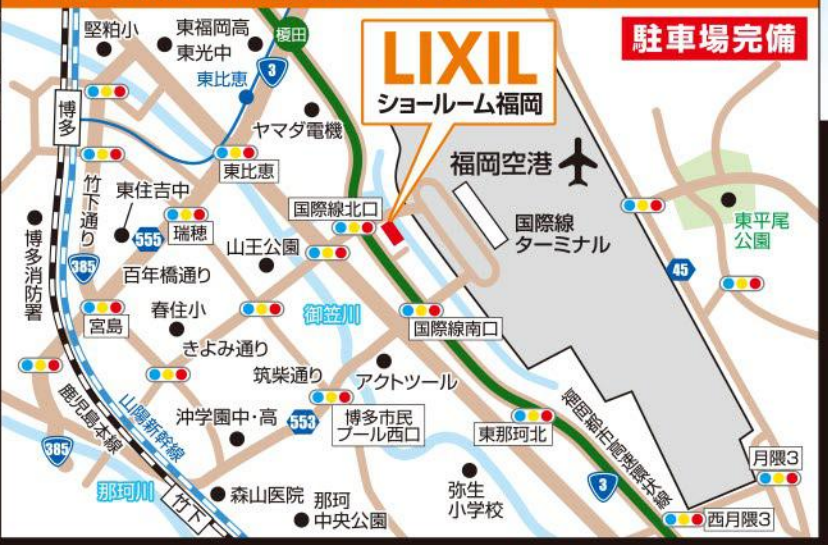 駐車場完備
LIXIL
ショールーム福岡
榎田
3
堅粕小
東福岡高
東光中
東比恵
博多
ヤマダ電機
東比恵
福岡空港
国際線
ターミナル
東平尾
公園
45
竹下通り
東住吉中
555
瑞穂
国際線北口
博多消防署
385
百年橋通り
山王公園
宮島
春住小
御笠川
国際線南口
きよみ通り
筑紫通り
アクトツール
鹿児島本線
山陽新幹線
沖学園中・高
553
博多市民
プール西口
東那珂北
福岡都市高速環状線
385
那珂川
竹下
森山医院
那珂
中央公園
弥生
小学校
3
月隈3
西月隈3